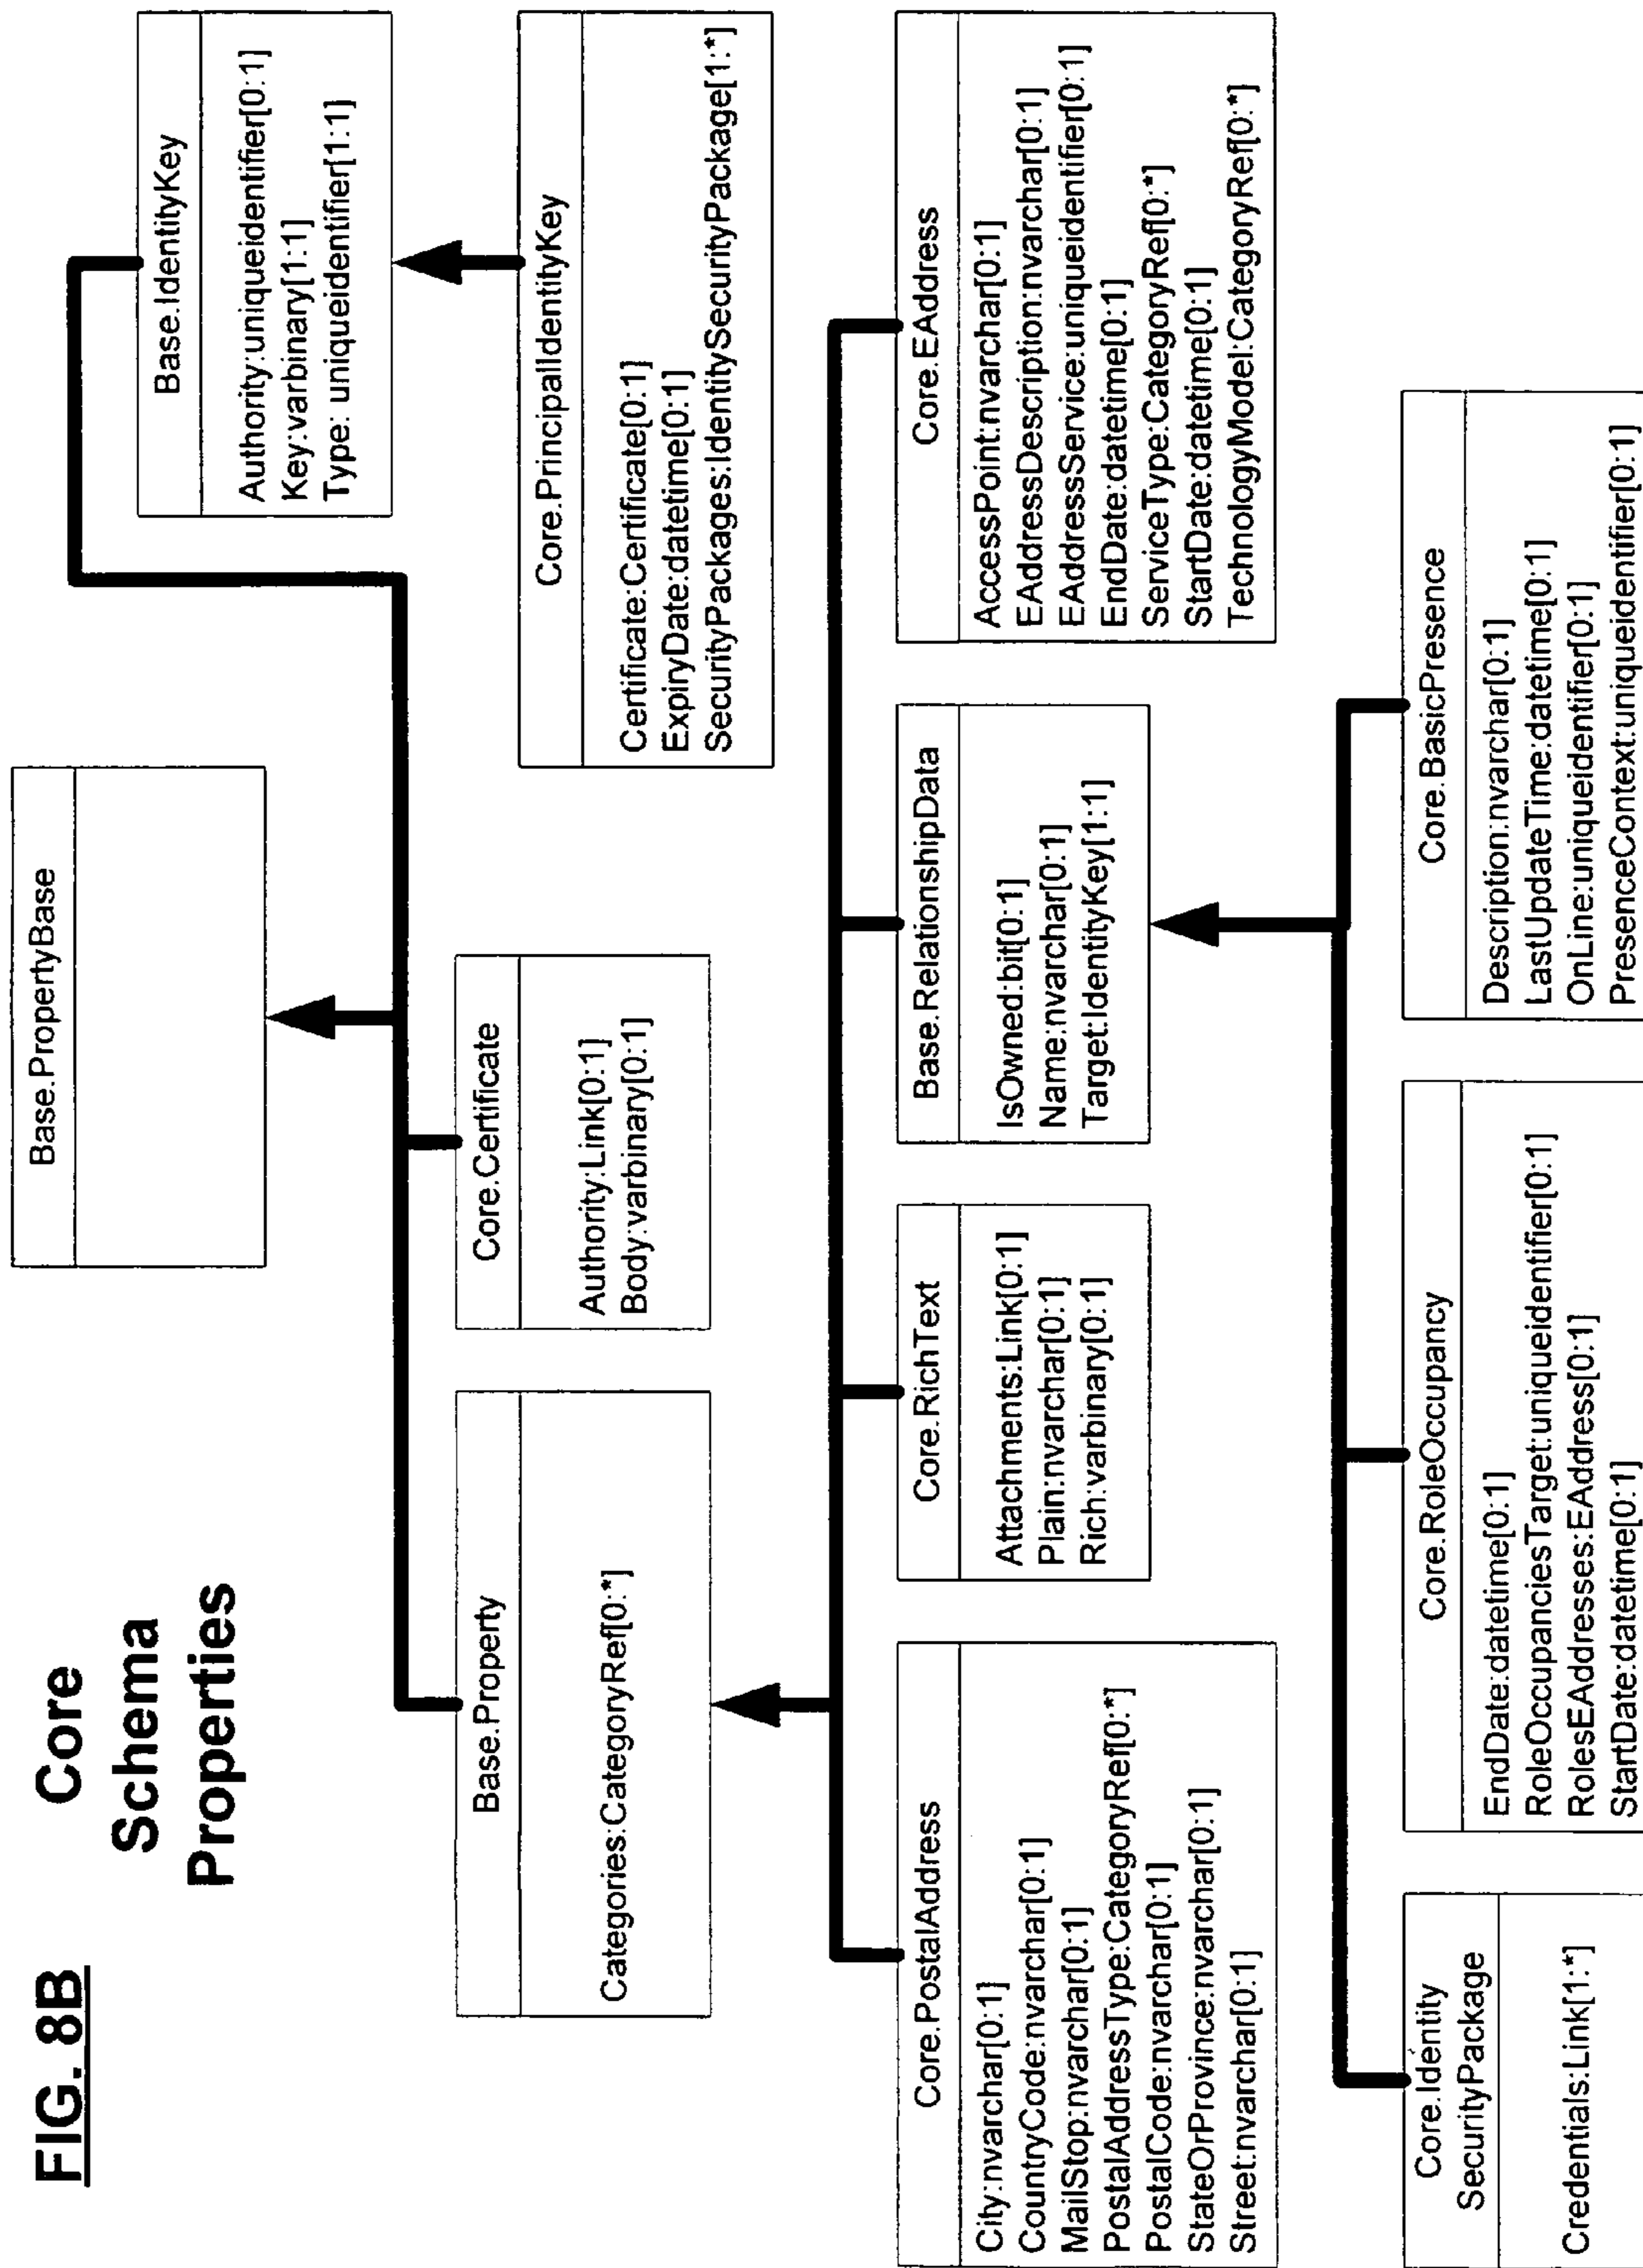 FIG. 8B
Core
Schema
Properties
Base.PropertyBase
Base.Property
Categories:CategoryRef[0:*]
Core.Certificate
Authority:Link[0:1]
Body:varbinary[0:1]
Base.IdentityKey
Authority:uniqueidentifier[0:1]
Key:varbinary[1:1]
Type: uniqueidentifier[1:1]
Core.PrincipalIdentityKey
Certificate:Certificate[0:1]
ExpiryDate:datetime[0:1]
SecurityPackages:IdentitySecurityPackage[1:*]
Core.PostalAddress
City:nvarchar[0:1]
CountryCode:nvarchar[0:1]
MailStop:nvarchar[0:1]
PostalAddressType:CategoryRef[0:*]
PostalCode:nvarchar[0:1]
StateOrProvince:nvarchar[0:1]
Street:nvarchar[0:1]
Core.RichText
Attachments:Link[0:1]
Plain:nvarchar[0:1]
Rich:varbinary[0:1]
Base.RelationshipData
IsOwned:bit[0:1]
Name:nvarchar[0:1]
Target:IdentityKey[1:1]
Core.EAddress
AccessPoint:nvarchar[0:1]
EAddressDescription:nvarchar[0:1]
EAddressService:uniqueidentifier[0:1]
EndDate:datetime[0:1]
ServiceType:CategoryRef[0:*]
StartDate:datetime[0:1]
TechnologyModel:CategoryRef[0:*]
Core.Identity
SecurityPackage
Credentials:Link[1:*]
Core.RoleOccupancy
EndDate:datetime[0:1]
RoleOccupanciesTarget:uniqueidentifier[0:1]
RolesEAddresses:EAddress[0:1]
StartDate:datetime[0:1]
Core.BasicPresence
Description:nvarchar[0:1]
LastUpdateTime:datetime[0:1]
OnLine:uniqueidentifier[0:1]
PresenceContext:uniqueidentifier[0:1]